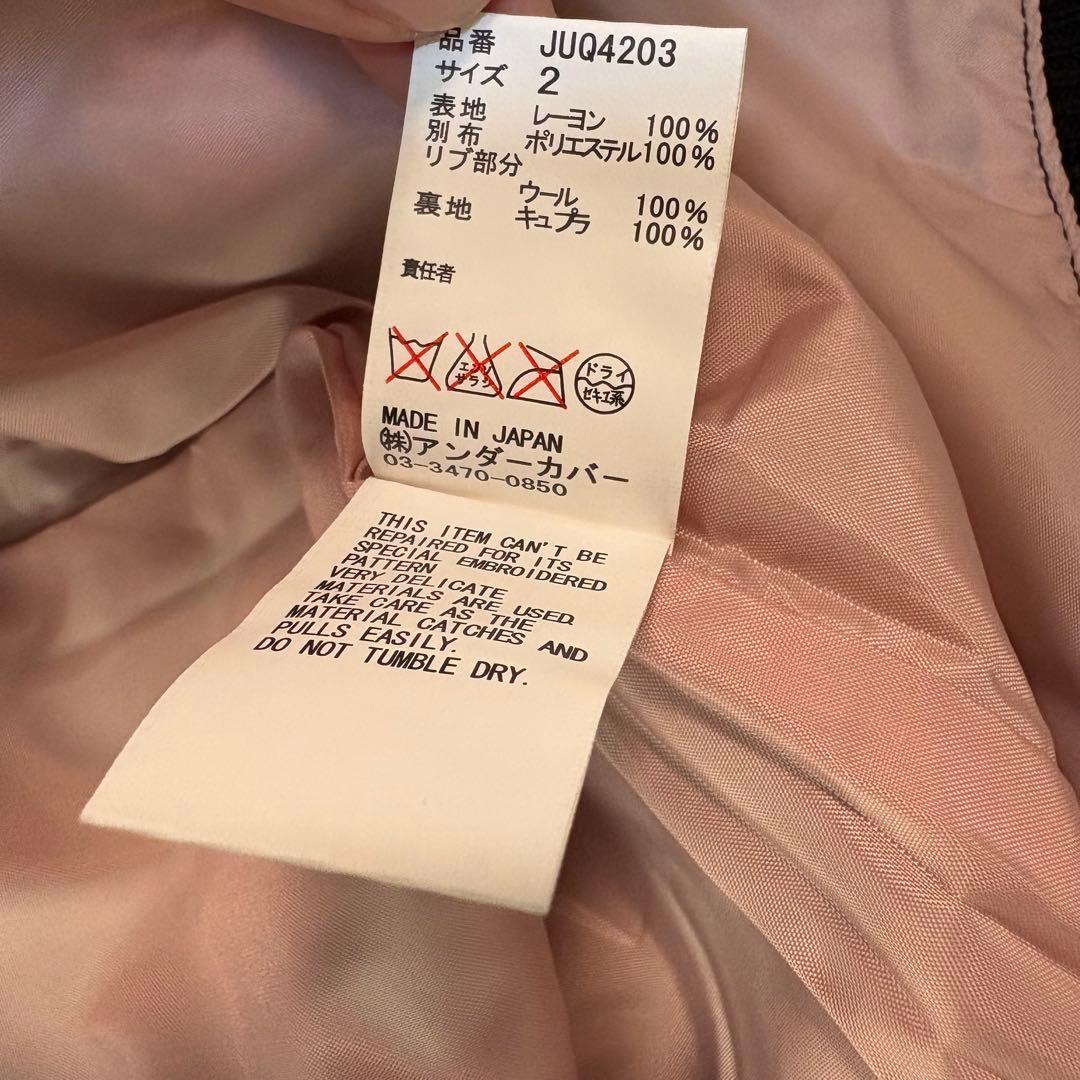 品番 JUQ4203
サイズ 2
表地 レーヨン 100%
別布 ポリエステル100%
リブ部分
ウール 100%
裏地 キュプラ 100%
責任者
エンソ
サラシ
ドライ
セキユ系
MADE IN JAPAN
㈱アンダーカバー
03-3470-0850
THIS ITEM CAN'T BE
REPAIRED FOR ITS
SPECIAL EMBROIDERED
PATTERN
VERY DELICATE
MATERIALS ARE USED.
TAKE CARE AS THE
MATERIAL CATCHES AND
PULLS EASILY.
DO NOT TUMBLE DRY.